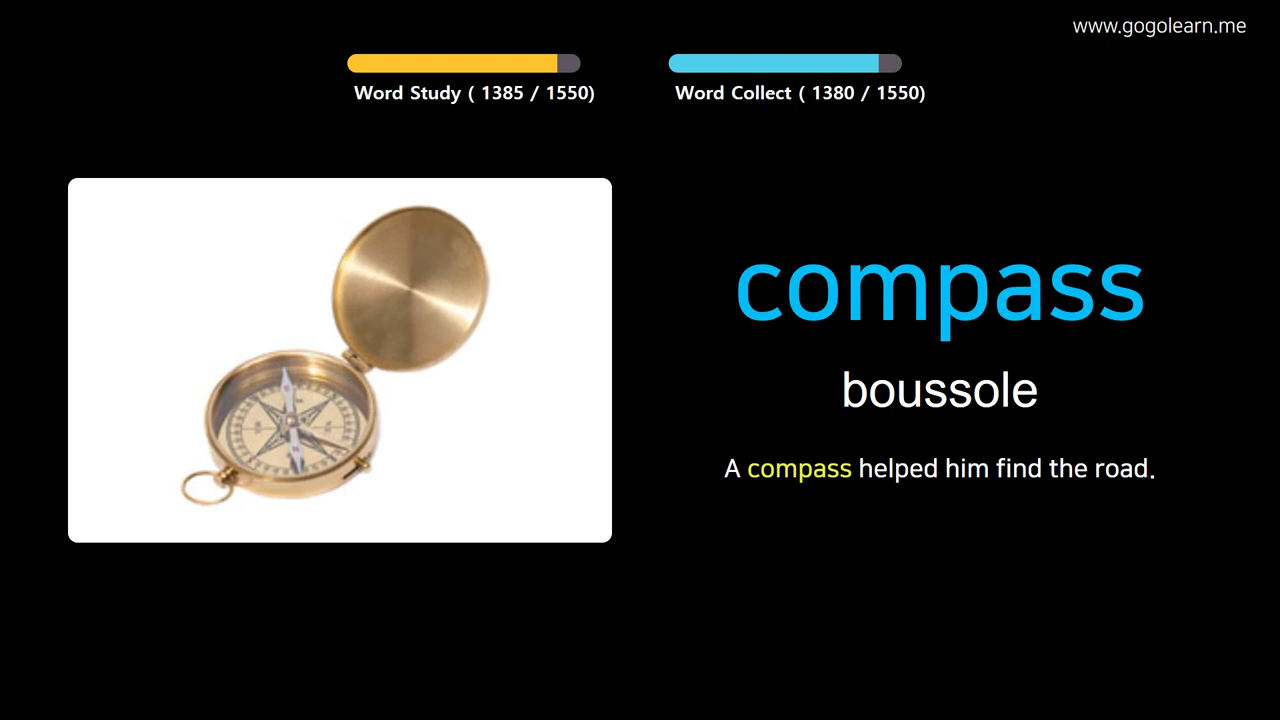 www.gogolearn.me
Word Study ( 1385 / 1550)
Word Collect ( 1380 / 1550)
compass
boussole
A compass helped him find the road.